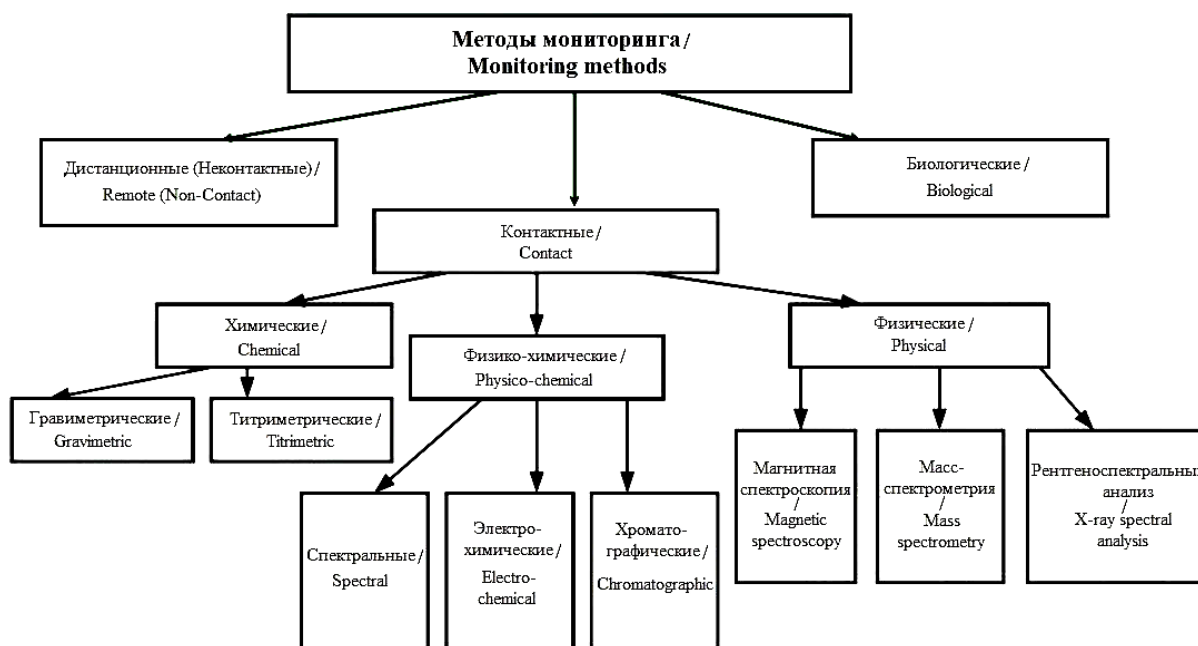 Методы мониторинга /
Monitoring methods
Дистанционные (Неконтактные) /
Remote (Non-Contact)
Биологические /
Biological
Контактные /
Contact
Химические /
Chemical
Физико-химические /
Physico-chemical
Физические /
Physical
Гравиметрические /
Gravimetric
Титриметрические /
Titrimetric
Спектральные /
Spectral
Электро-
химические /
Electro-
chemical
Хромато-
графические /
Chromatographic
Магнитная
спектроскопия
/
Magnetic
spectroscopy
Масс-
спектрометрия
/
Mass
spectrometry
Рентгеноспектральный
анализ
/
X-ray spectral
analysis